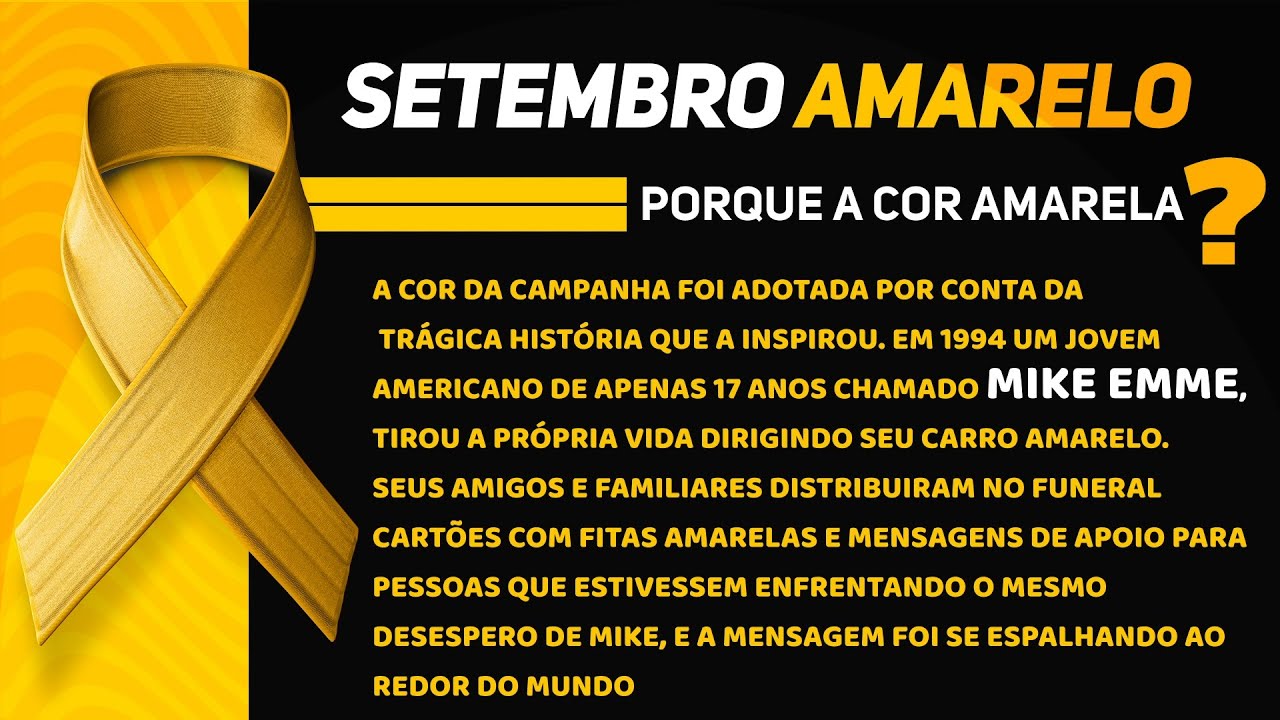 SETEMBRO AMARELO
PORQUE A COR AMARELA?
A COR DA CAMPANHA FOI ADOTADA POR CONTA DA
TRÁGICA HISTÓRIA QUE A INSPIROU. EM 1994 UM JOVEM
AMERICANO DE APENAS 17 ANOS CHAMADO MIKE EMME,
TIROU A PRÓPRIA VIDA DIRIGINDO SEU CARRO AMARELO.
SEUS AMIGOS E FAMILIARES DISTRIBUIRAM NO FUNERAL
CARTÕES COM FITAS AMARELAS E MENSAGENS DE APOIO PARA
PESSOAS QUE ESTIVESSEM ENFRENTANDO O MESMO
DESESPERO DE MIKE, E A MENSAGEM FOI SE ESPALHANDO AO
REDOR DO MUNDO